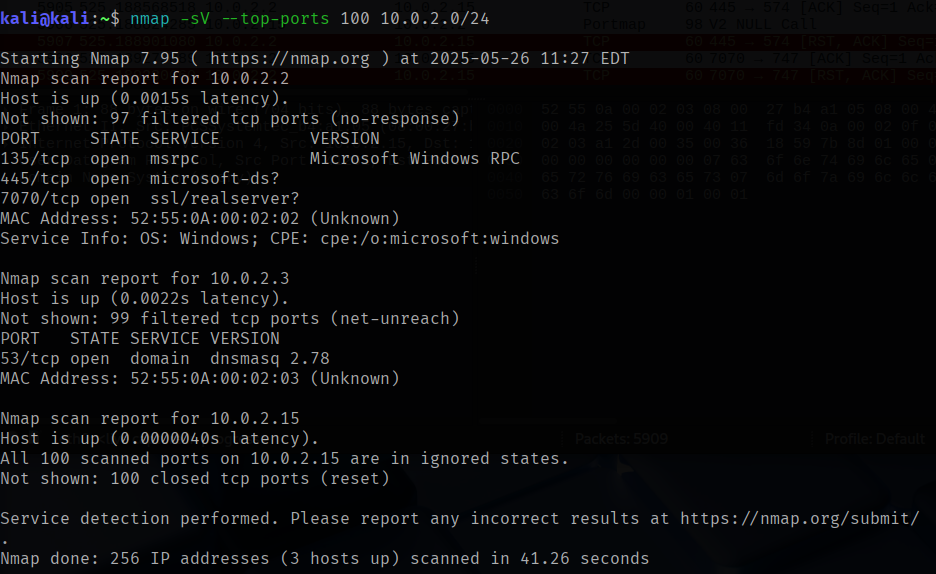 kali@kali:~$ nmap -sV --top-ports 100 10.0.2.0/24
Starting Nmap 7.95 ( https://nmap.org ) at 2025-05-26 11:27 EDT
Nmap scan report for 10.0.2.2
Host is up (0.0015s latency).
Not shown: 97 filtered tcp ports (no-response)
PORT     STATE SERVICE         VERSION
135/tcp  open  msrpc           Microsoft Windows RPC
445/tcp  open  microsoft-ds?
7070/tcp open  ssl/realserver?
MAC Address: 52:55:0A:00:02:02 (Unknown)
Service Info: OS: Windows; CPE: cpe:/o:microsoft:windows
Nmap scan report for 10.0.2.3
Host is up (0.0022s latency).
Not shown: 99 filtered tcp ports (net-unreach)
PORT   STATE SERVICE VERSION
53/tcp open  domain  dnsmasq 2.78
MAC Address: 52:55:0A:00:02:03 (Unknown)
Nmap scan report for 10.0.2.15
Host is up (0.0000040s latency).
Packets: 5909 Profile: Default
All 100 scanned ports on 10.0.2.15 are in ignored states.
Not shown: 100 closed tcp ports (reset)
Service detection performed. Please report any incorrect results at https://nmap.org/submit/
.
Nmap done: 256 IP addresses (3 hosts up) scanned in 41.26 seconds